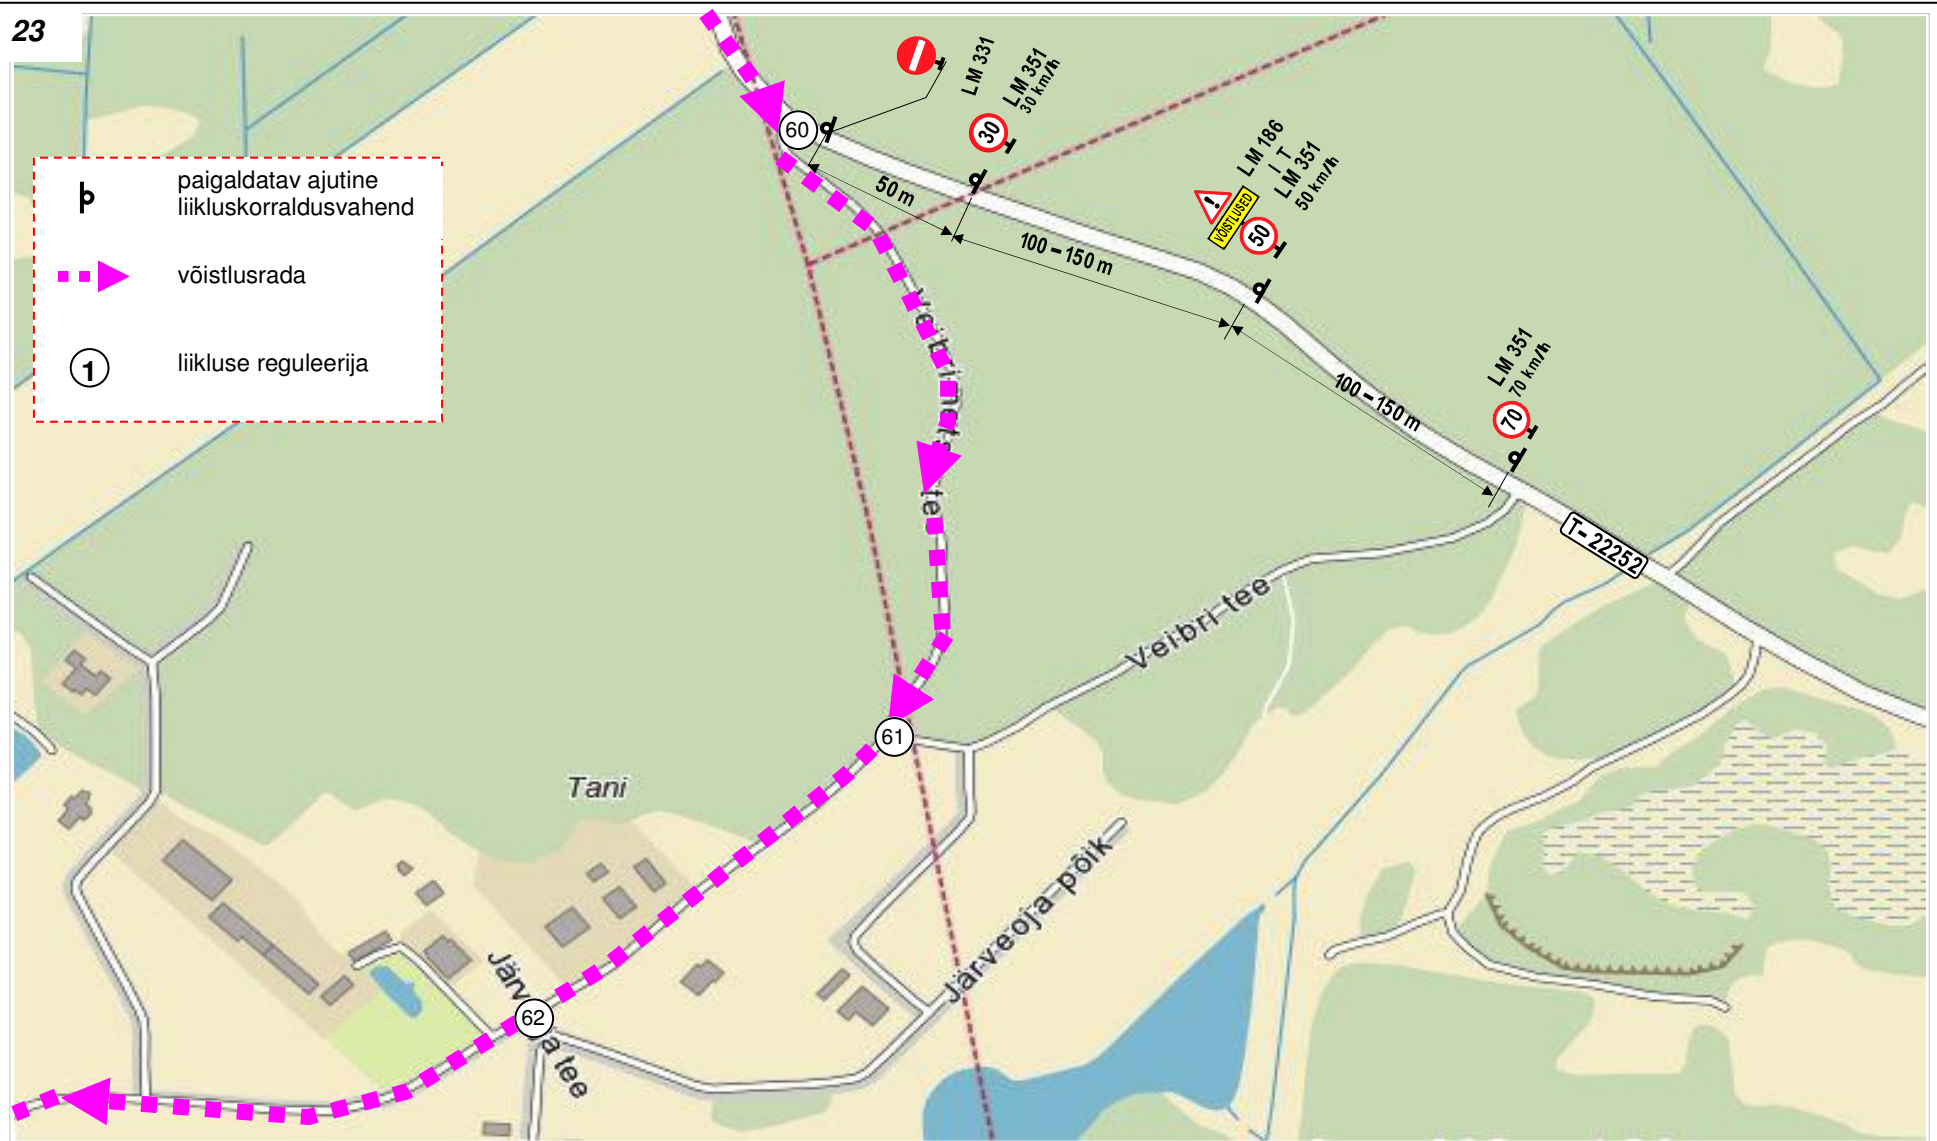 23
paigaldatav ajutine
liikluskorraldusvahend
võistlusrada
1
liikluse reguleerija
60
LM 331
LM 351
30 km/h
30
50 m
100-150 m
LM 186
I T
LM 351
50 km/h
VÕISTLUSED
50
100-150 m
LM 351
70 km/h
70
T-22252
tee
Veibri tee
61
Tani
Järveoja põik
62
a tee